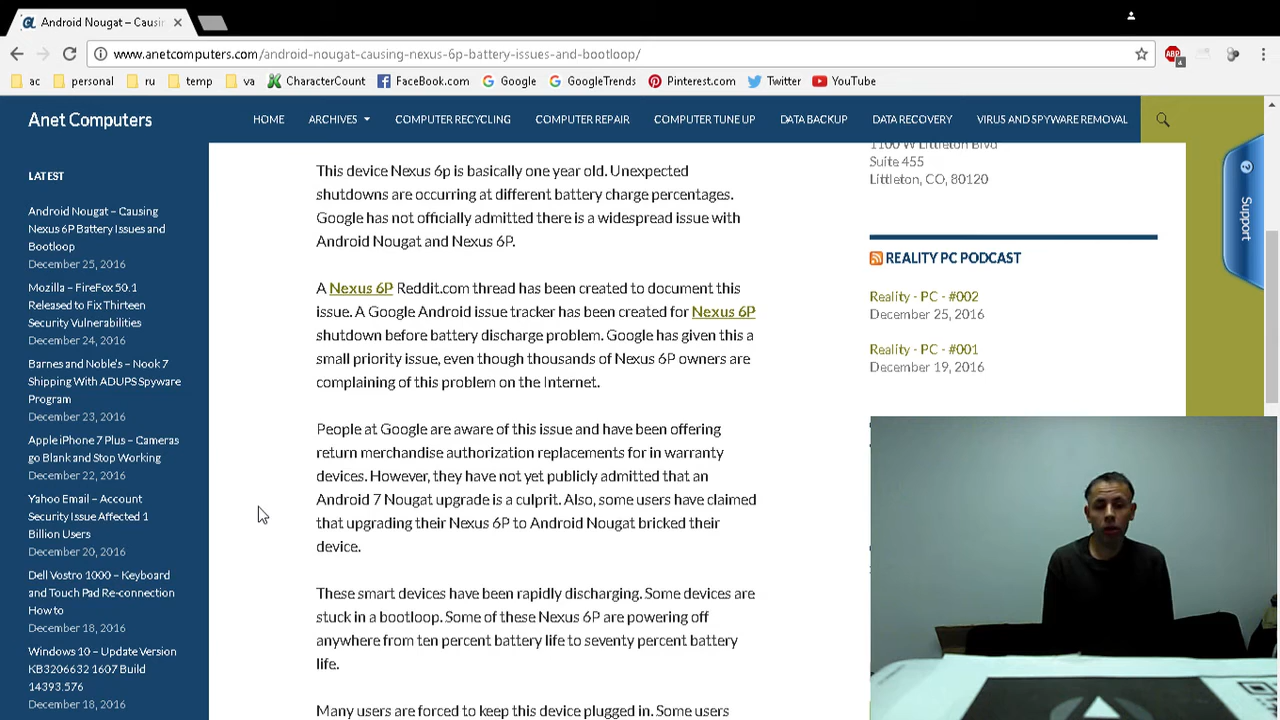 Android Nougat – Causi
www.anetcomputers.com/android-nougat-causing-nexus-6p-battery-issues-and-bootloop/
ac personal ru temp va CharacterCount FaceBook.com Google GoogleTrends Pinterest.com Twitter YouTube
Anet Computers
HOME ARCHIVES COMPUTER RECYCLING COMPUTER REPAIR COMPUTER TUNE UP DATA BACKUP DATA RECOVERY VIRUS AND SPYWARE REMOVAL
LATEST
Android Nougat – Causing
Nexus 6P Battery Issues and
Bootloop
December 25, 2016
Mozilla – FireFox 50.1
Released to Fix Thirteen
Security Vulnerabilities
December 24, 2016
Barnes and Noble's – Nook 7
Shipping With ADUPS Spyware
Program
December 23, 2016
Apple iPhone 7 Plus – Cameras
go Blank and Stop Working
December 22, 2016
Yahoo Email – Account
Security Issue Affected 1
Billion Users
December 20, 2016
Dell Vostro 1000 – Keyboard
and Touch Pad Re-connection
How to
December 18, 2016
Windows 10 – Update Version
KB3206632 1607 Build
14393.576
December 18, 2016
This device Nexus 6p is basically one year old. Unexpected
shutdowns are occurring at different battery charge percentages.
Google has not officially admitted there is a widespread issue with
Android Nougat and Nexus 6P.
A Nexus 6P Reddit.com thread has been created to document this
issue. A Google Android issue tracker has been created for Nexus 6P
shutdown before battery discharge problem. Google has given this a
small priority issue, even though thousands of Nexus 6P owners are
complaining of this problem on the Internet.
People at Google are aware of this issue and have been offering
return merchandise authorization replacements for in warranty
devices. However, they have not yet publicly admitted that an
Android 7 Nougat upgrade is a culprit. Also, some users have claimed
that upgrading their Nexus 6P to Android Nougat bricked their
device.
These smart devices have been rapidly discharging. Some devices are
stuck in a bootloop. Some of these Nexus 6P are powering off
anywhere from ten percent battery life to seventy percent battery
life.
Many users are forced to keep this device plugged in. Some users
1100 W Littleton Blvd
Suite 455
Littleton, CO, 80120
REALITY PC PODCAST
Reality - PC - #002
December 25, 2016
Reality - PC - #001
December 19, 2016
Support
ABP
4